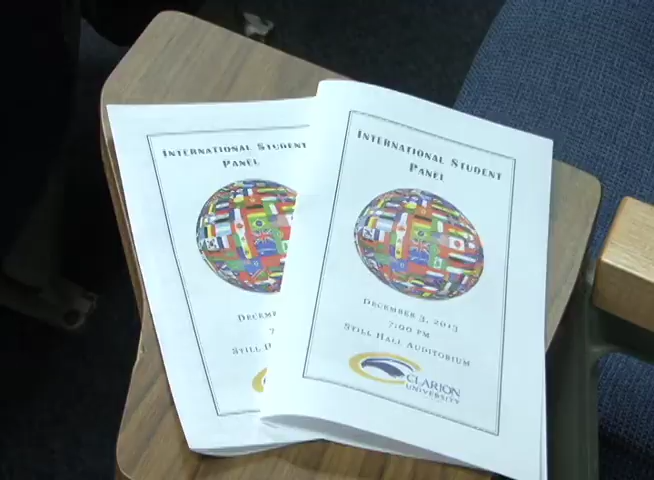 International Student
Panel
Decem
7
Still
International Student
Panel
December 3, 2013
7:00 pm
Still Hall Auditorium
Clarion
University